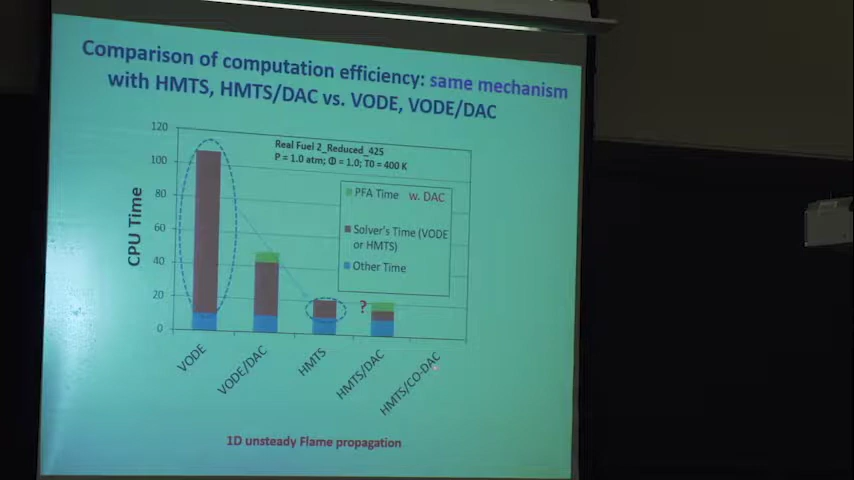 Comparison of computation efficiency: same mechanism
with HMTS, HMTS/DAC vs. VODE, VODE/DAC
120
100
80
60
40
20
0
CPU Time
Real Fuel 2_Reduced_425
P = 1.0 atm; Φ = 1.0; T0 = 400 K
PFA Time w. DAC
Solver's Time (VODE
or HMTS)
Other Time
?
VODE
VODE/DAC
HMTS
HMTS/DAC
HMTS/CO-DAC
1D unsteady Flame propagation